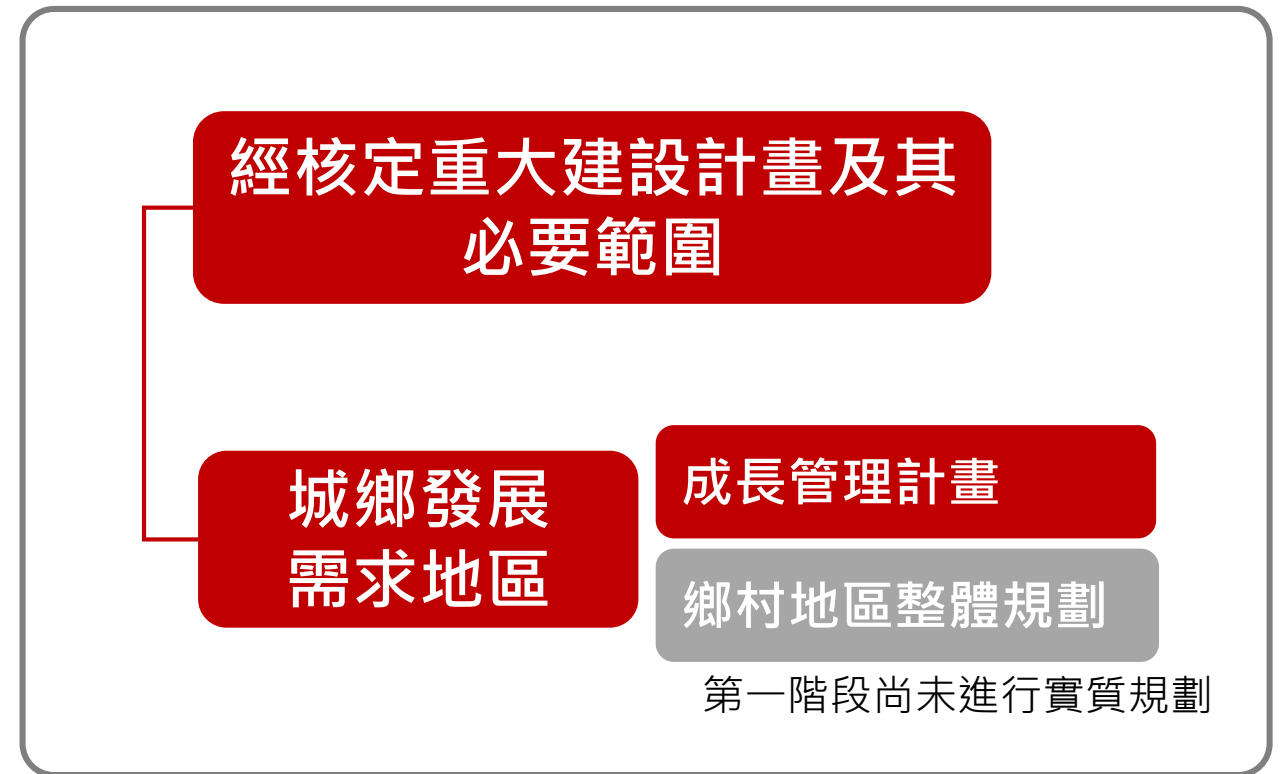 經核定重大建設計畫及其
必要範圍
城鄉發展
需求地區
成長管理計畫
鄉村地區整體規劃
第一階段尚未進行實質規劃